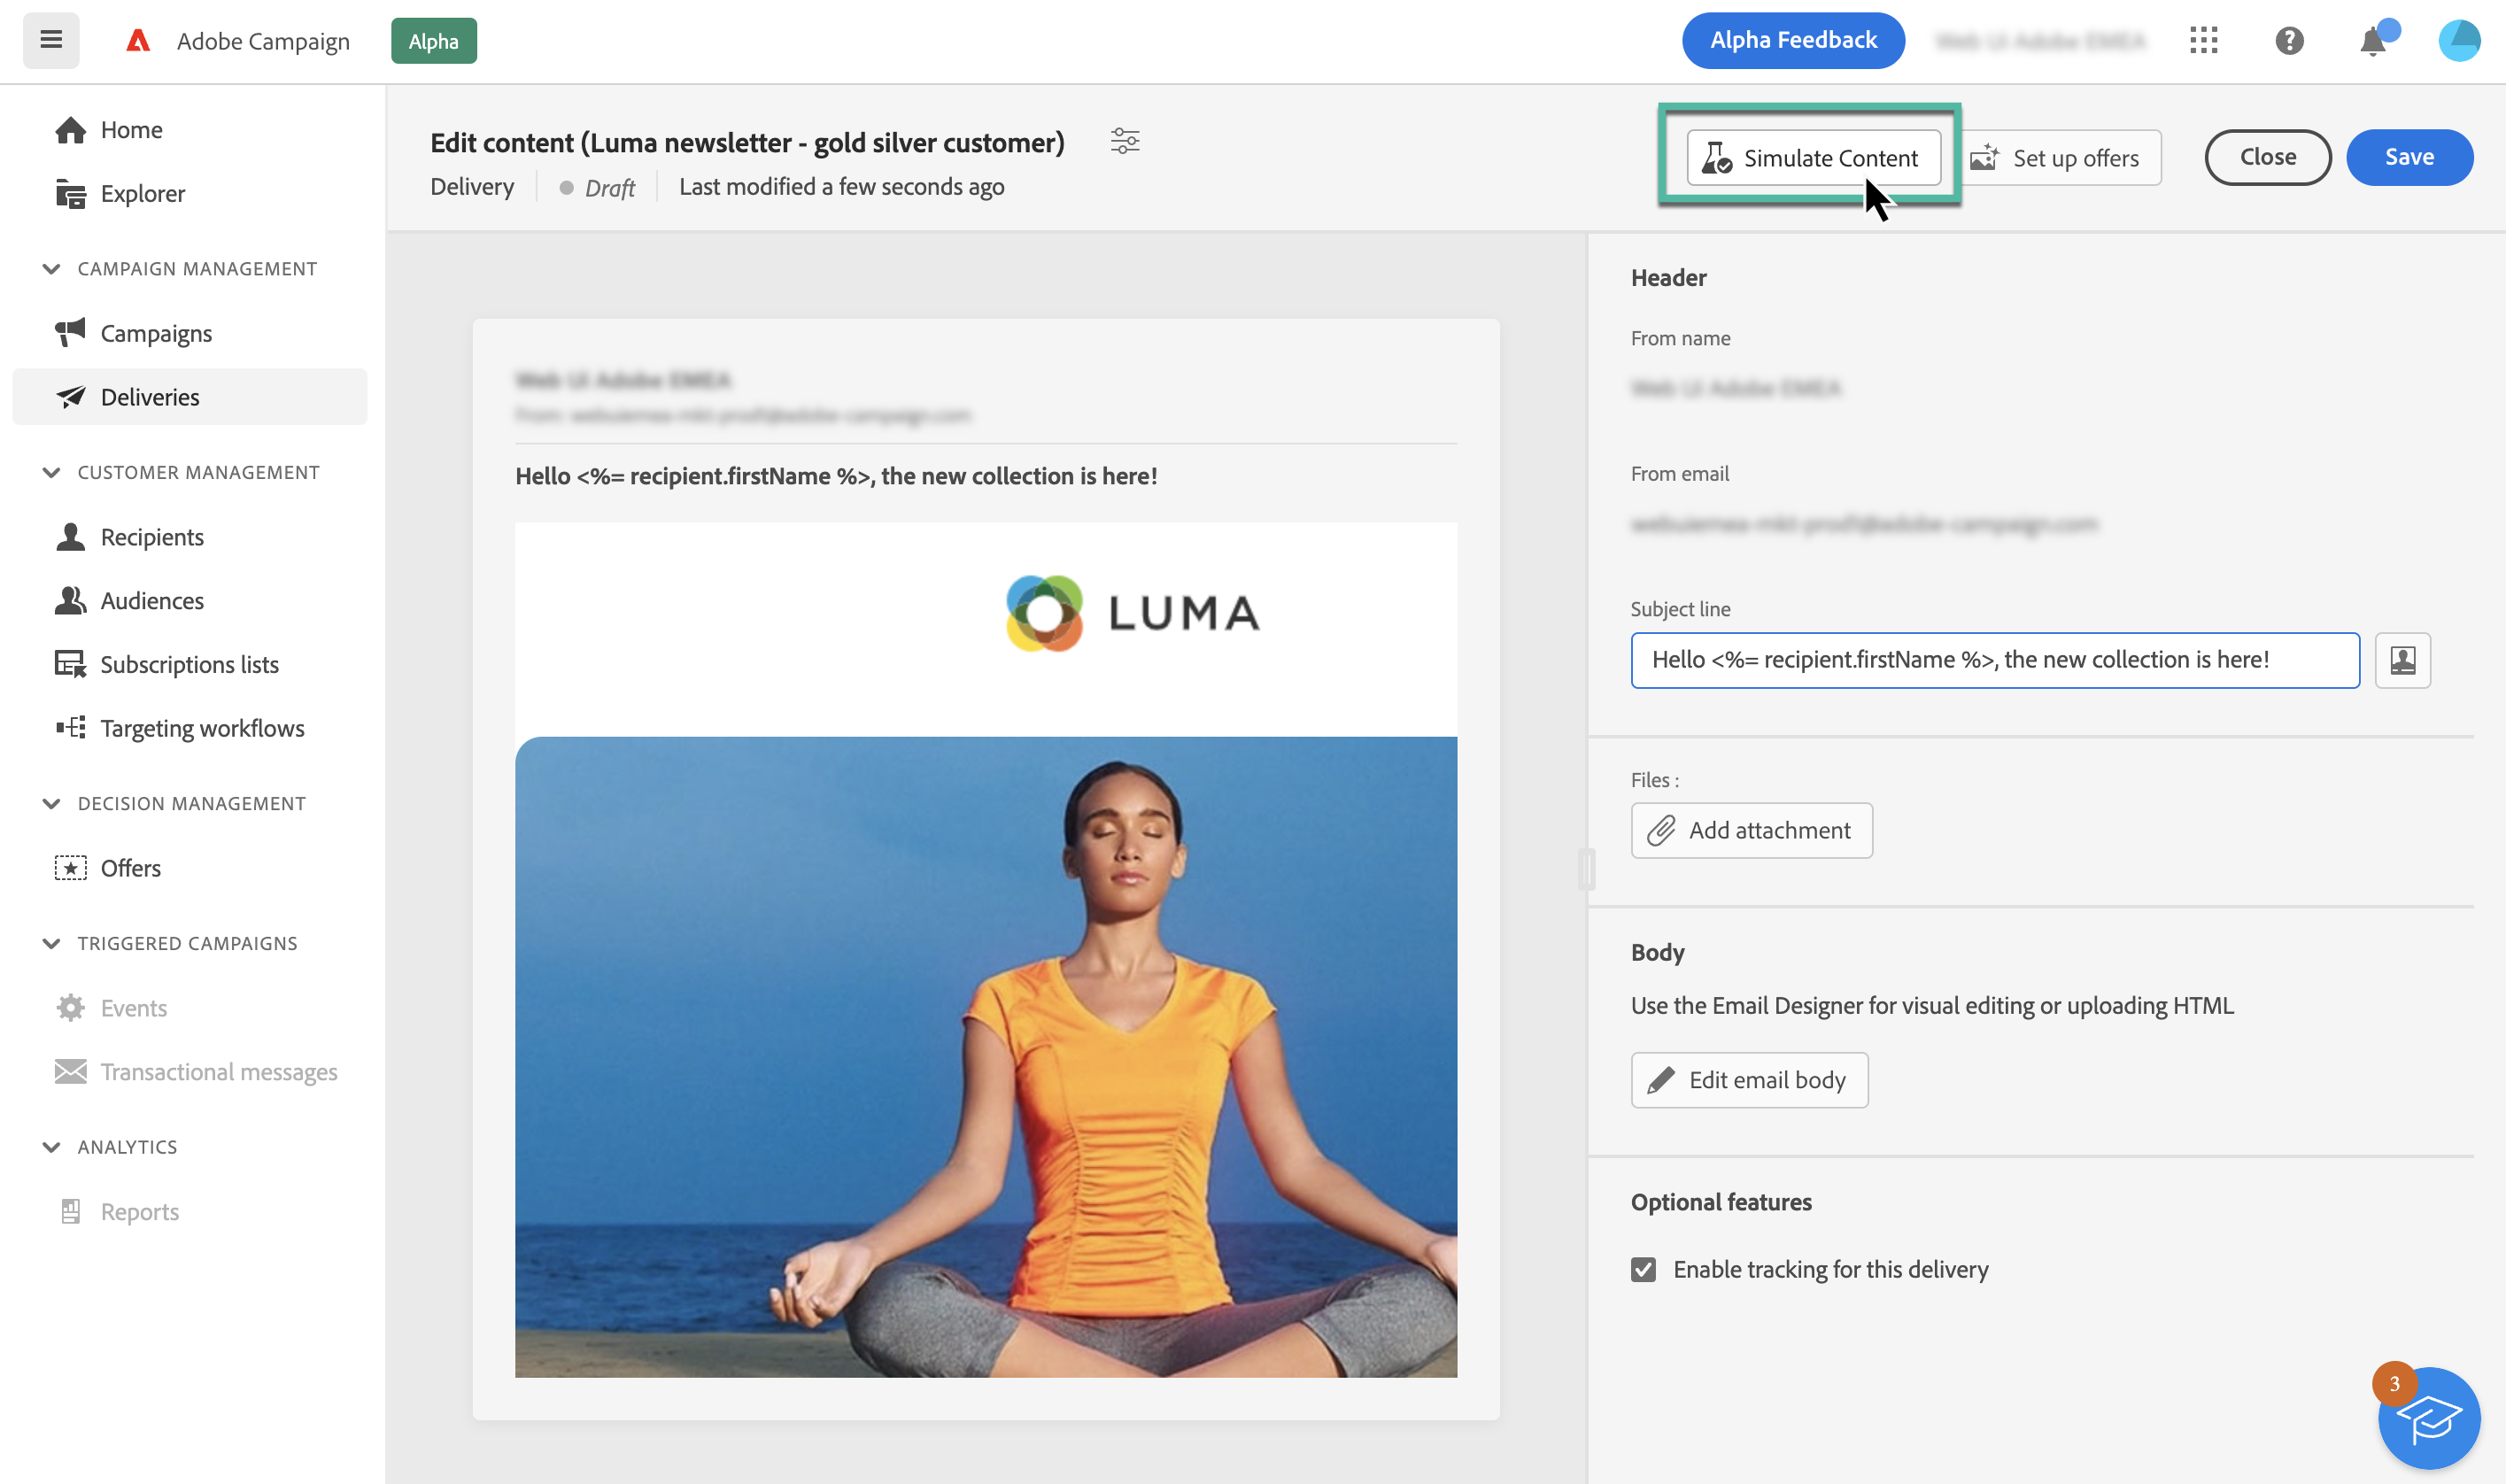 Adobe Campaign
Alpha
Alpha Feedback
Home
Explorer
CAMPAIGN MANAGEMENT
Campaigns
Deliveries
CUSTOMER MANAGEMENT
Recipients
Audiences
Subscriptions lists
Targeting workflows
DECISION MANAGEMENT
Offers
TRIGGERED CAMPAIGNS
Events
Transactional messages
ANALYTICS
Reports
Edit content (Luma newsletter - gold silver customer)
Delivery
Draft
Last modified a few seconds ago
Simulate Content
Set up offers
Close
Save
Hello <%= recipient.firstName %>, the new collection is here!
LUMA
Header
From name
From email
Subject line
Hello <%= recipient.firstName %>, the new collection is here!
Files :
Add attachment
Body
Use the Email Designer for visual editing or uploading HTML
Edit email body
Optional features
Enable tracking for this delivery
3